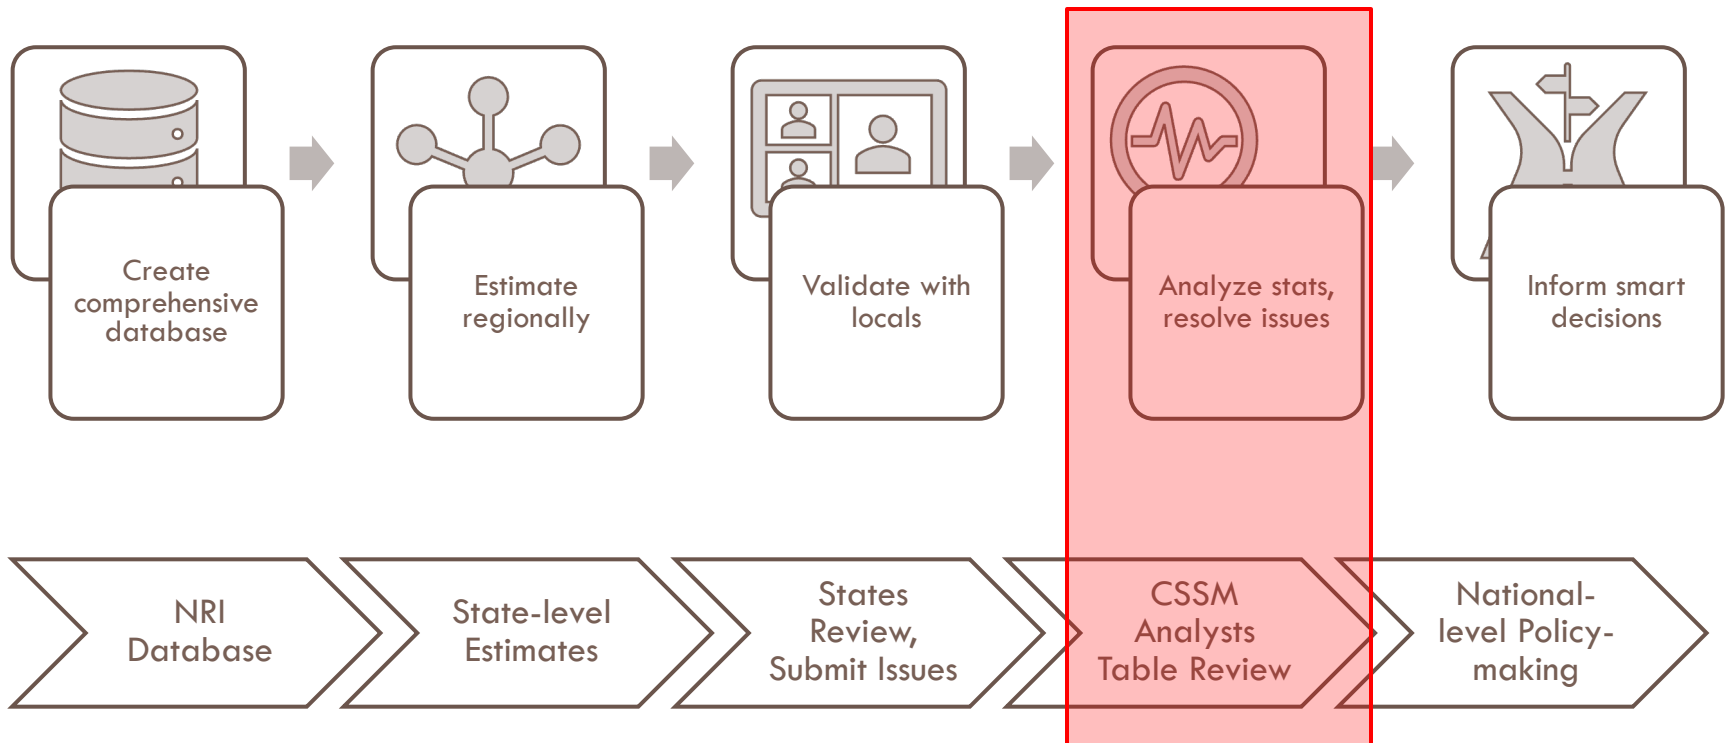 Create
comprehensive
database
Estimate
regionally
Validate with
locals
Analyze stats,
resolve issues
Inform smart
decisions
NRI
Database
State-level
Estimates
States
Review,
Submit Issues
CSSM
Analysts
Table Review
National-
level Policy-
making